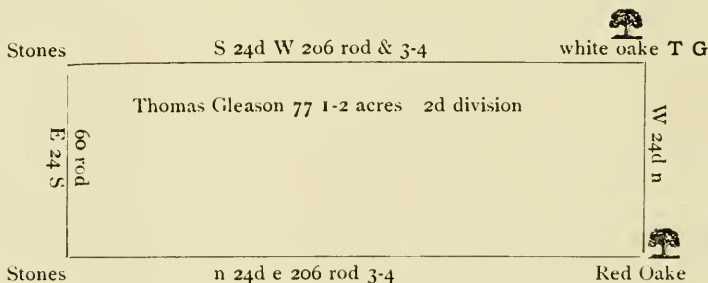 Stones S 24d W 206 rod & 3-4 white oake T G
Thomas Gleason 77 1-2 acres 2d division
60 rod
E 24 S
W 24d n
Stones n 24d e 206 rod 3-4 Red Oake